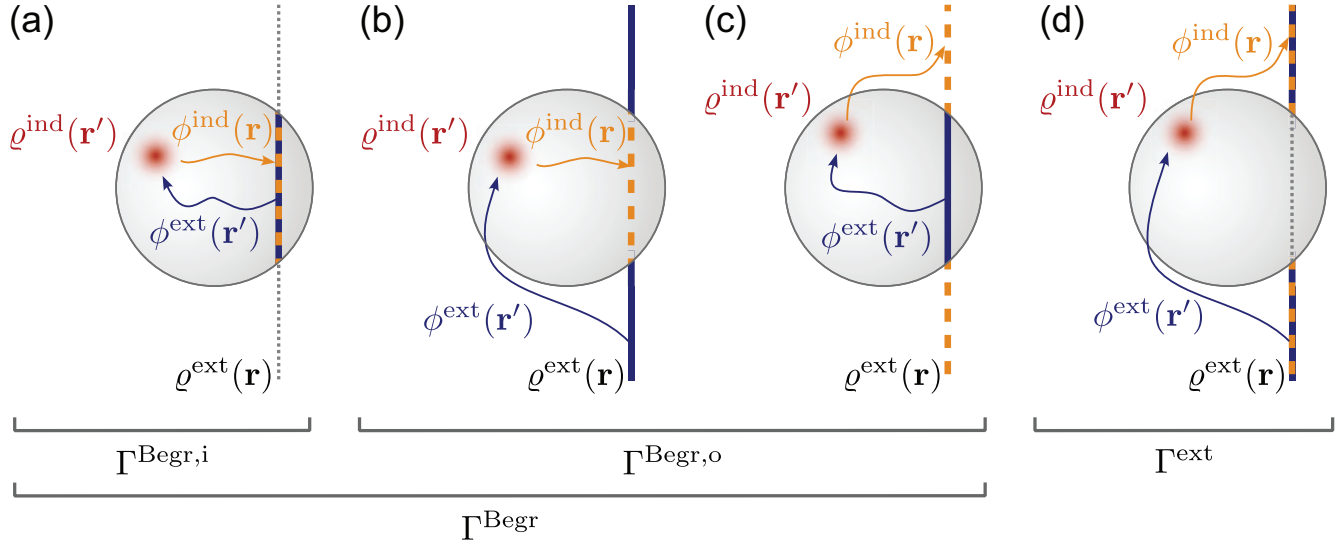 (a) (b) (c) (d)
ϕ^ind(r) ϕ^ind(r)
ϱ^ind(r′) ϕ^ind(r) ϱ^ind(r′) ϕ^ind(r) ϱ^ind(r′) ϱ^ind(r′)
ϕ^ext(r′) ϕ^ext(r′)
ϕ^ext(r′) ϕ^ext(r′)
ϱ^ext(r) ϱ^ext(r) ϱ^ext(r) ϱ^ext(r)
Γ^Begr,i Γ^Begr,o Γ^ext
Γ^Begr